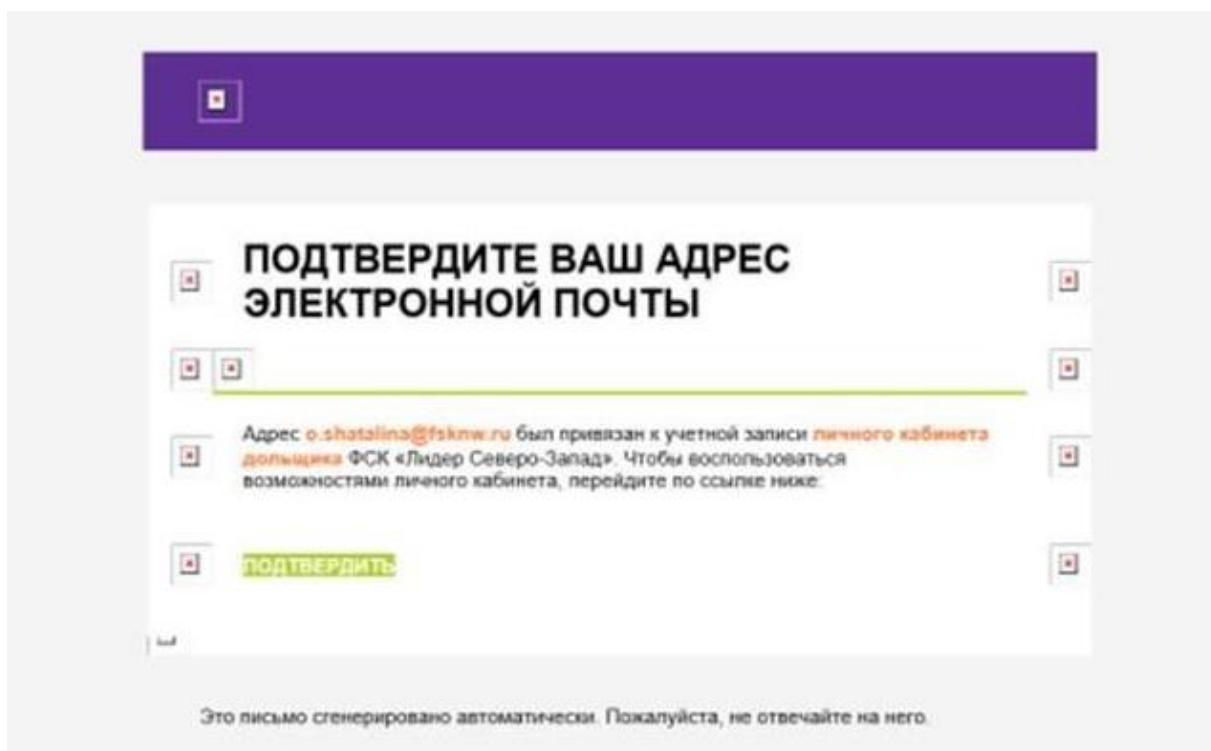 ПОДТВЕРДИТЕ ВАШ АДРЕС
ЭЛЕКТРОННОЙ ПОЧТЫ
Адрес o.shatalina@fsknw.ru был привязан к учетной записи личного кабинета
дольщика ФСК «Лидер Северо-Запад». Чтобы воспользоваться
возможностями личного кабинета, перейдите по ссылке ниже:
ПОДТВЕРДИТЬ
Это письмо сгенерировано автоматически. Пожалуйста, не отвечайте на него.